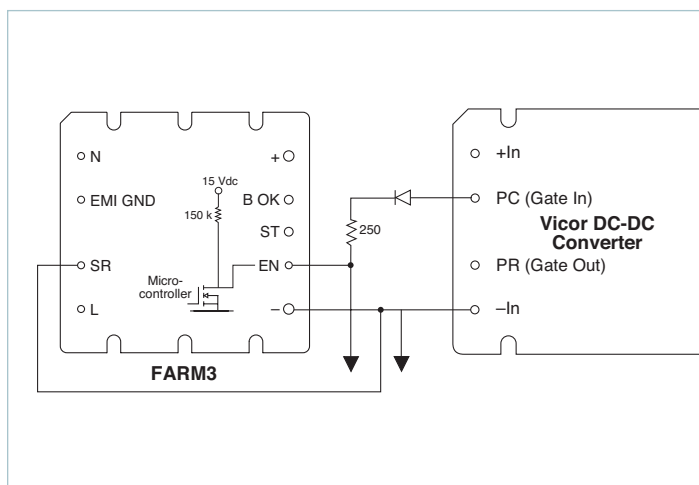 N
EMI GND
SR
L
15 Vdc
150 k
Micro-
controller
+
B OK
ST
EN
–
FARM3
250
+In
PC (Gate In)
Vicor DC-DC
Converter
PR (Gate Out)
–In